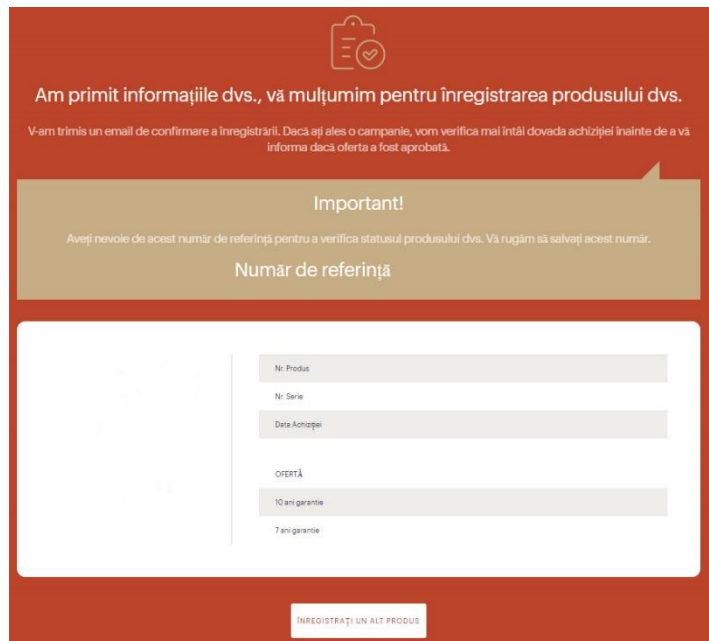 Am primit informațiile dvs., vă mulțumim pentru înregistrarea produsului dvs.
V-am trimis un email de confirmare a înregistrării. Dacă ați ales o campanie, vom verifica mai întâi dovada achiziției înainte de a vă
informa dacă oferta a fost aprobată.
Important!
Aveți nevoie de acest număr de referință pentru a verifica statusul produsului dvs. Vă rugăm să salvați acest număr.
Număr de referință
Nr. Produs
Nr. Serie
Data Achiziției
OFERTĂ
10 ani garantie
7 ani garantie
ÎNREGISTRAȚI UN ALT PRODUS